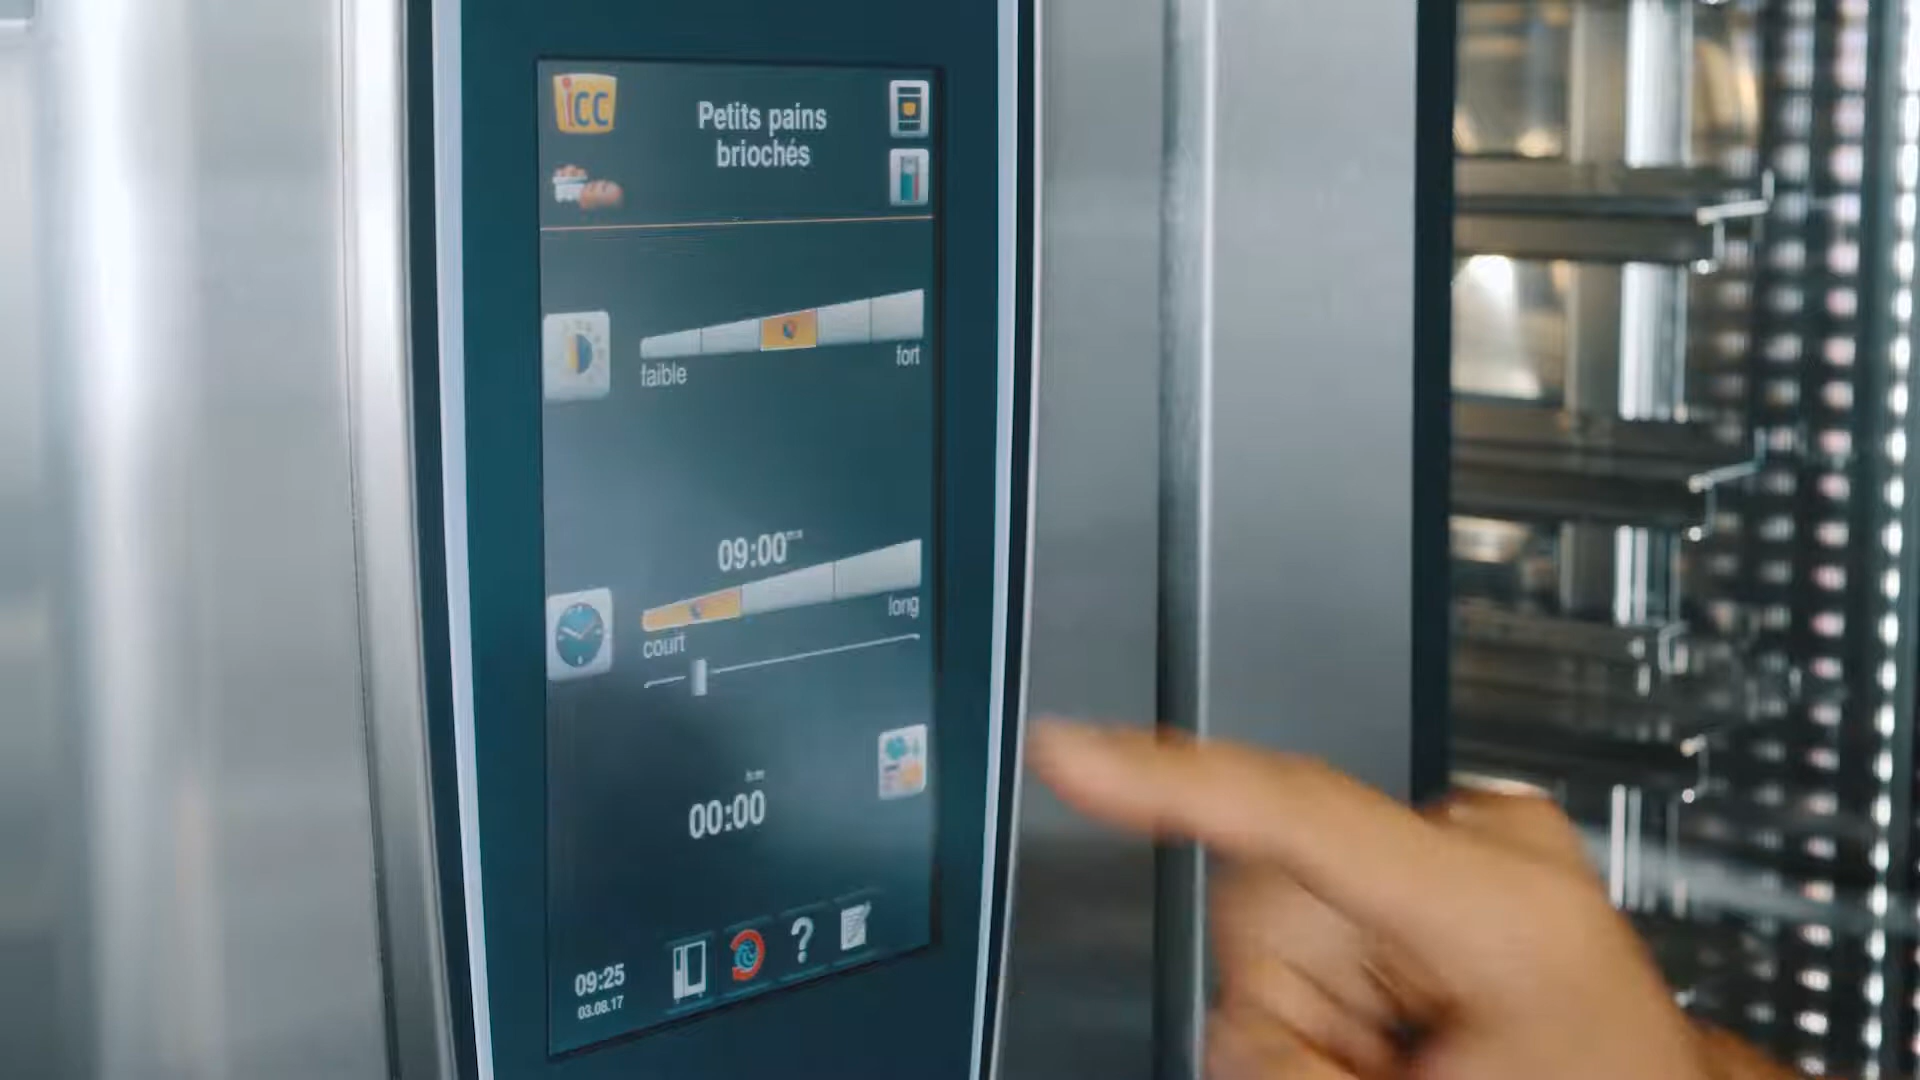 icc
Petits pains
briochés
faible
fort
09:00
long
court
00:00
?
09:25
03.08.17